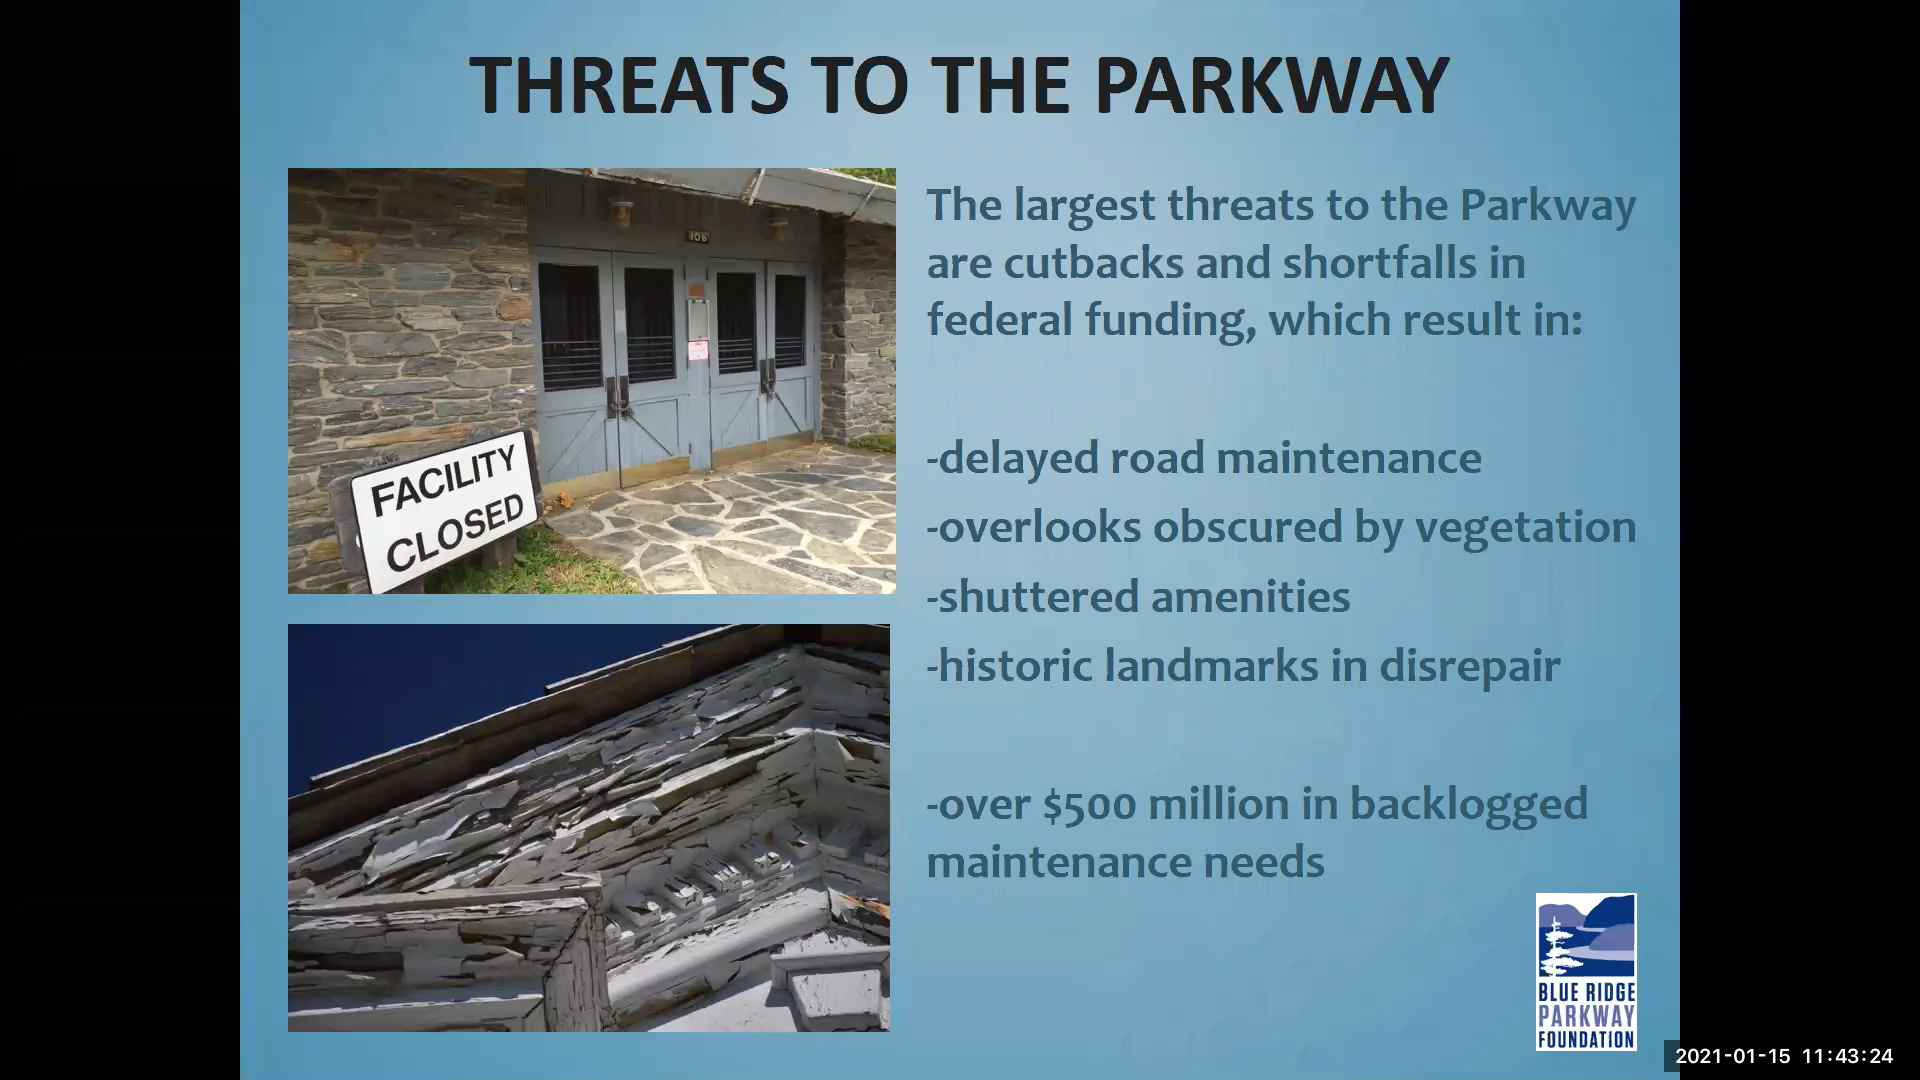 THREATS TO THE PARKWAY
106
FACILITY
CLOSED
The largest threats to the Parkway
are cutbacks and shortfalls in
federal funding, which result in:
-delayed road maintenance
-overlooks obscured by vegetation
-shuttered amenities
-historic landmarks in disrepair
-over $500 million in backlogged
maintenance needs
BLUE RIDGE
PARKWAY
FOUNDATION
2021-01-15 11:43:24